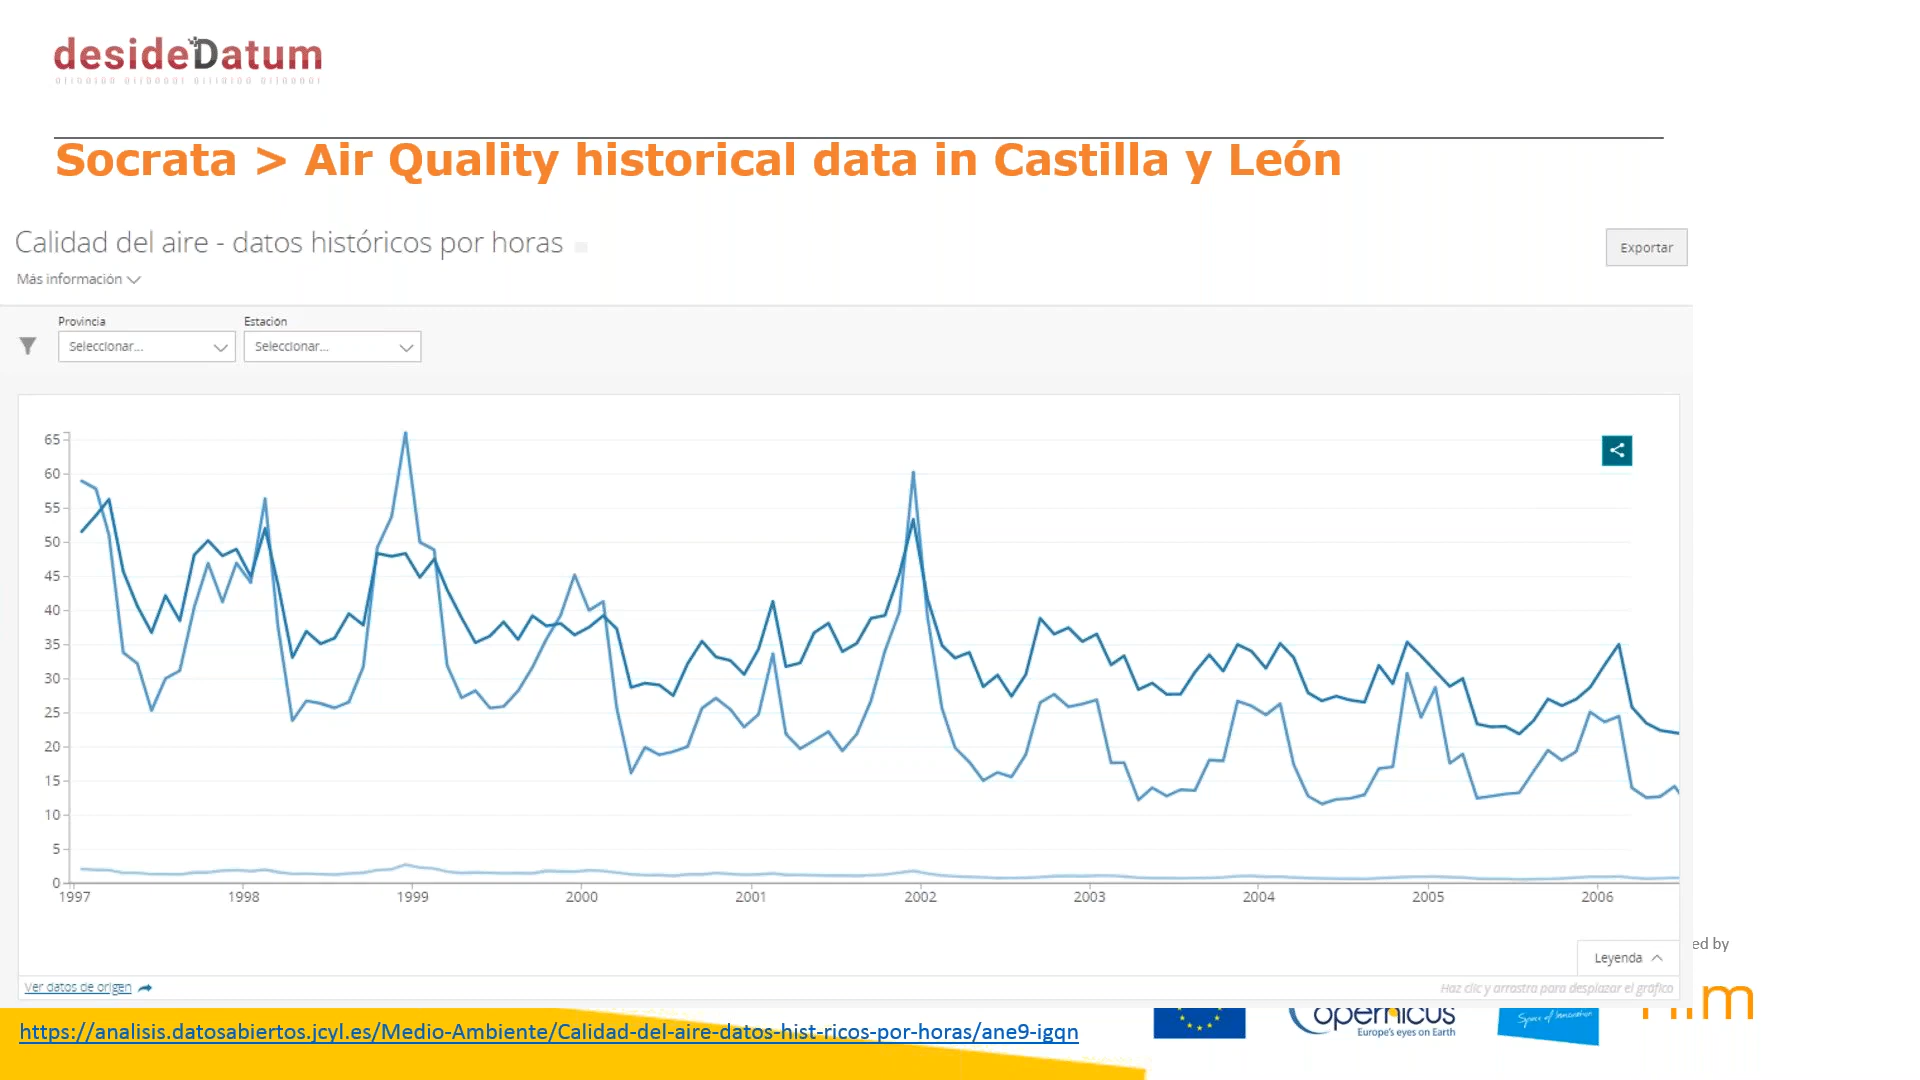 desideDatum
Socrata > Air Quality historical data in Castilla y León
Calidad del aire - datos históricos por horas
Exportar
Más información
Provincia
Estación
Seleccionar...
Seleccionar...
65
60
55
50
45
40
35
30
25
20
15
10
5
0
1997
1998
1999
2000
2001
2002
2003
2004
2005
2006
ed by
Leyenda
Ver datos de origen
Haz clic y arrastra para desplazar el gráfico
https://analisis.datosabiertos.jcyl.es/Medio-Ambiente/Calidad-del-aire-datos-hist-ricos-por-horas/ane9-igqn
opernicus
Europe's eyes on Earth
Space of Innovation
m